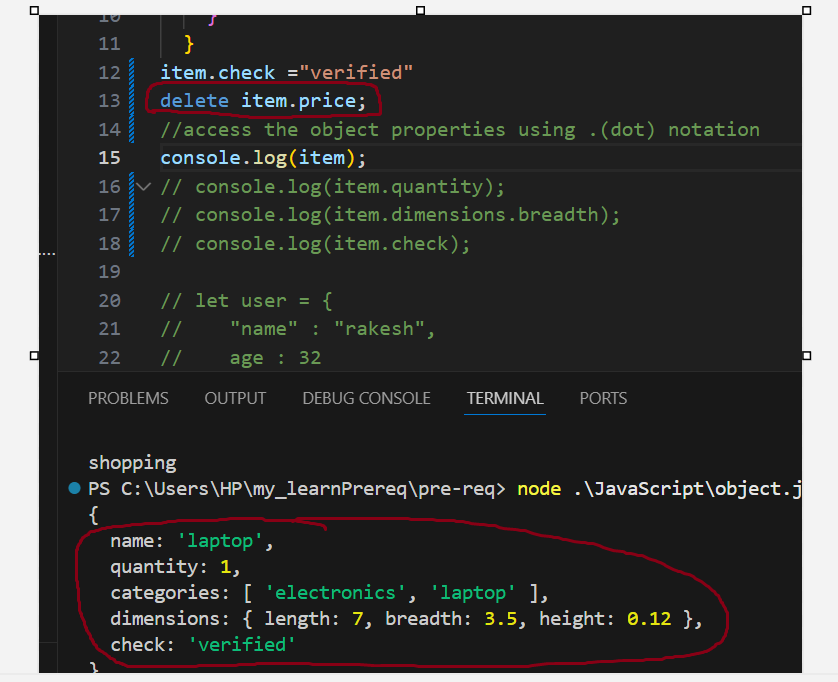 10 }
11 }
12 item.check ="verified"
13 delete item.price;
14 //access the object properties using .(dot) notation
15 console.log(item);
16 // console.log(item.quantity);
17 // console.log(item.dimensions.breadth);
18 // console.log(item.check);
19
20 // let user = {
21 // "name" : "rakesh",
22 // age : 32
PROBLEMS OUTPUT DEBUG CONSOLE TERMINAL PORTS
shopping
PS C:\Users\HP\my_learnPrereq\pre-req> node .\JavaScript\object.j
{
name: 'laptop',
quantity: 1,
categories: [ 'electronics', 'laptop' ],
dimensions: { length: 7, breadth: 3.5, height: 0.12 },
check: 'verified'
}